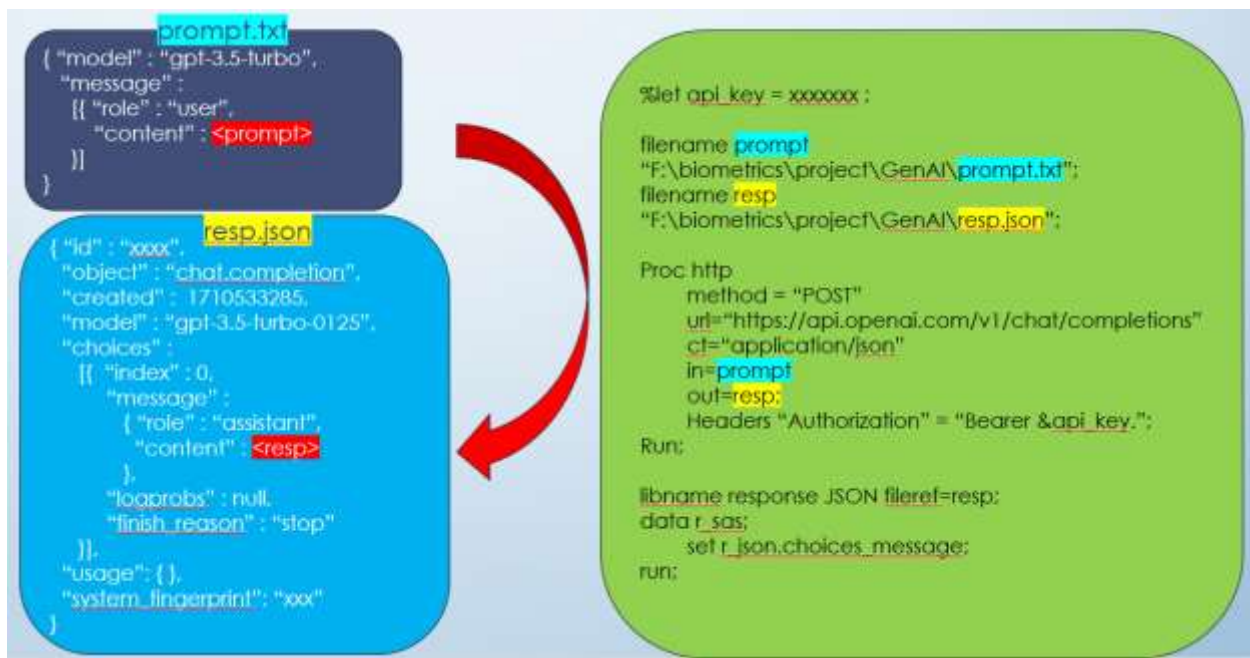 prompt.txt
{ “model” : “gpt-3.5-turbo”,
“message” :
[{ “role” : “user”,
“content” : <prompt>
}]
}
resp.json
{ “id” : “xxxx”,
“object” : “chat.completion”,
“created” : 1710533285,
“model” : “gpt-3.5-turbo-0125”,
“choices” :
[{ “index” : 0,
“message” :
{ “role” : “assistant”,
“content” : <resp>
},
“logprobs” : null,
“finish_reason” : “stop”
}],
“usage”: { },
“system_fingerprint”: “xxx”
}
%let api_key = xxxxxxx ;
filename prompt
“F:\biometrics\project\GenAI\prompt.txt”;
filename resp
“F:\biometrics\project\GenAI\resp.json”;
Proc http
method = “POST”
url=“https://api.openai.com/v1/chat/completions”
ct=“application/json”
in=prompt
out=resp;
Headers “Authorization” = “Bearer &api_key.”;
Run;
libname response JSON fileref=resp;
data r_sas;
set r_json.choices_message;
run;